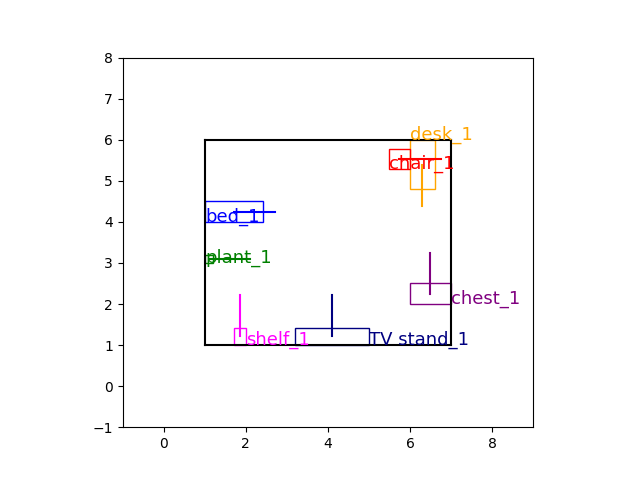 8
7
6
5
4
3
2
1
0
−1
desk_1
chair_1
bed_1
plant_1
chest_1
shelf_1
TV stand_1
0
2
4
6
8